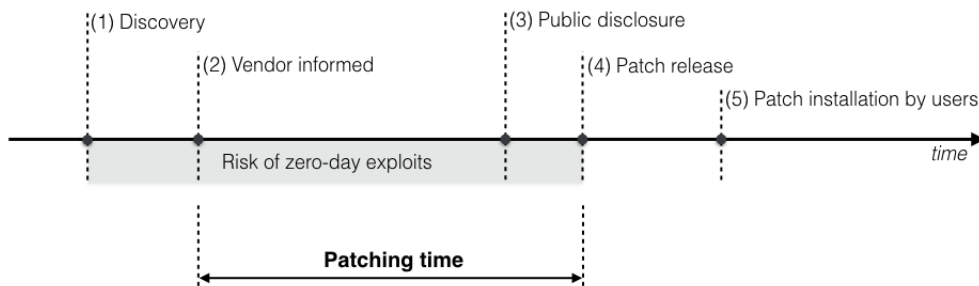 (1) Discovery
(2) Vendor informed
(3) Public disclosure
(4) Patch release
(5) Patch installation by users
Risk of zero-day exploits
time
Patching time